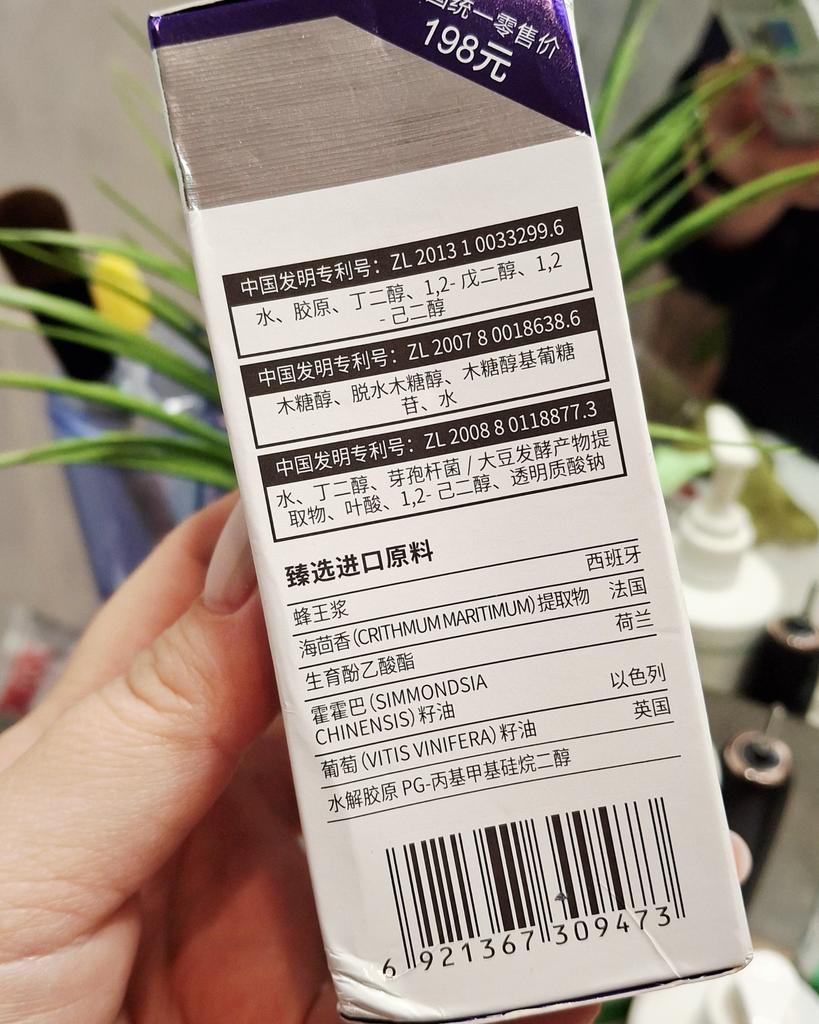 国统一零售价
198元
中国发明专利号：ZL 2013 1 0033299.6
水、胶原、丁二醇、1,2- 戊二醇、1,2
- 己二醇
中国发明专利号：ZL 2007 8 0018638.6
木糖醇、脱水木糖醇、木糖醇基葡糖
苷、水
中国发明专利号：ZL 2008 8 0118877.3
水、丁二醇、芽孢杆菌 / 大豆发酵产物提
取物、叶酸、1,2- 己二醇、透明质酸钠
臻选进口原料
蜂王浆 西班牙
海茴香（CRITHMUM MARITIMUM）提取物 法国
生育酚乙酸酯 荷兰
霍霍巴（SIMMONDSIA
CHINENSIS）籽油 以色列
葡萄（VITIS VINIFERA）籽油 英国
水解胶原 PG-丙基甲基硅烷二醇
6 921367 309473